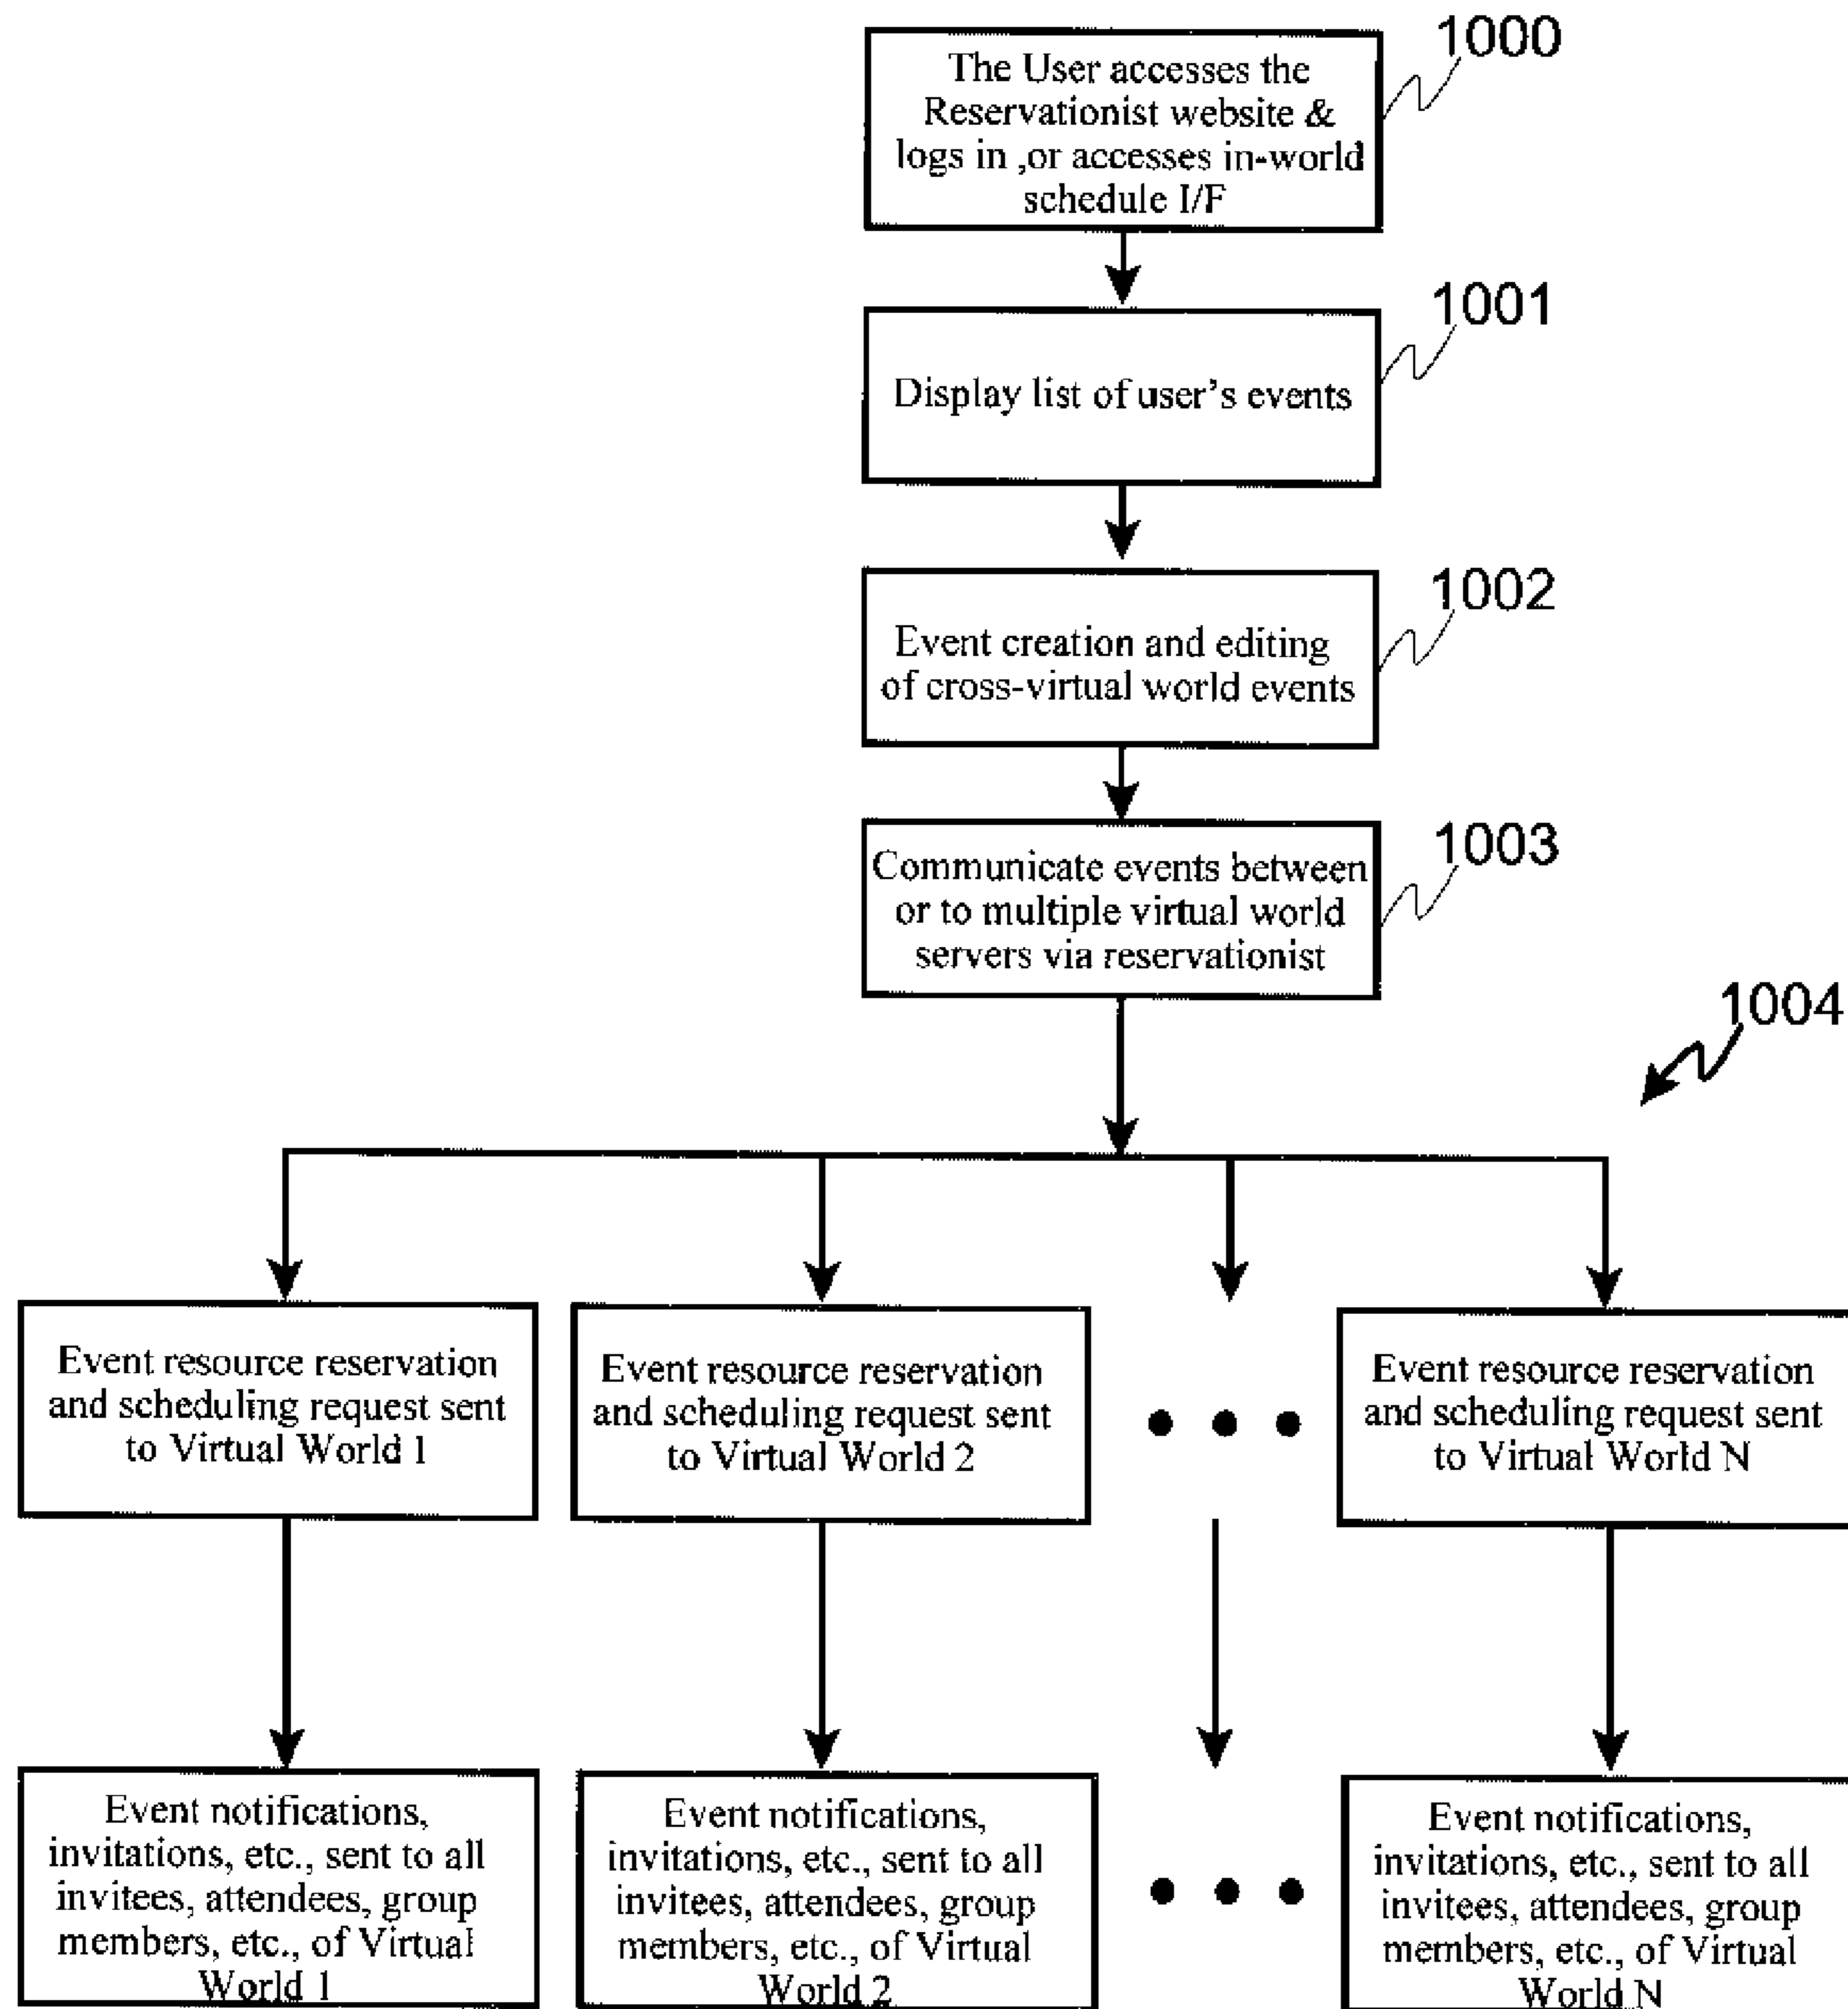 1000
The User accesses the
Reservationist website &
logs in ,or accesses in-world
schedule I/F
1001
Display list of user's events
1002
Event creation and editing
of cross-virtual world events
1003
Communicate events between
or to multiple virtual world
servers via reservationist
1004
Event resource reservation
and scheduling request sent
to Virtual World 1
Event resource reservation
and scheduling request sent
to Virtual World 2
Event resource reservation
and scheduling request sent
to Virtual World N
Event notifications,
invitations, etc., sent to all
invitees, attendees, group
members, etc., of Virtual
World 1
Event notifications,
invitations, etc., sent to all
invitees, attendees, group
members, etc., of Virtual
World 2
Event notifications,
invitations, etc., sent to all
invitees, attendees, group
members, etc., of Virtual
World N